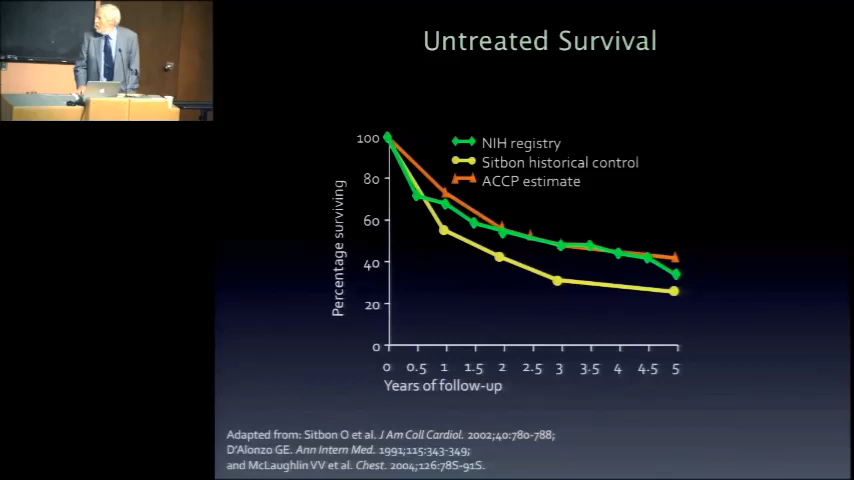 Untreated Survival
NIH registry
Sitbon historical control
ACCP estimate
Percentage surviving
100
80
60
40
20
0
0 0.5 1 1.5 2 2.5 3 3.5 4 4.5 5
Years of follow-up
Adapted from: Sitbon O et al. J Am Coll Cardiol. 2002;40:780-788;
D'Alonzo GE. Ann Intern Med. 1991;115:343-349;
and McLaughlin VV et al. Chest. 2004;126:78S-91S.